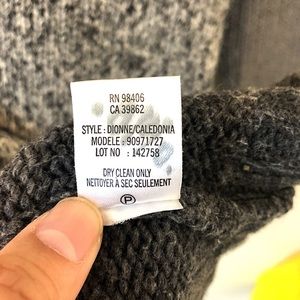 RN 98406
CA 39862
STYLE : DIONNE/CALEDONIA
MODELE : 90971727
LOT NO : 142758
DRY CLEAN ONLY
NETTOYER A SEC SEULEMENT
P